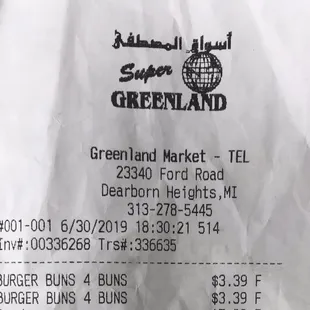 أسواق المصطفى
Super
GREENLAND
Greenland Market - TEL
23340 Ford Road
Dearborn Heights,MI
313-278-5445
#001-001 6/30/2019 18:30:21 514
Inv#:00336268 Trs#:336635
BURGER BUNS 4 BUNS $3.39 F
BURGER BUNS 4 BUNS $3.39 F